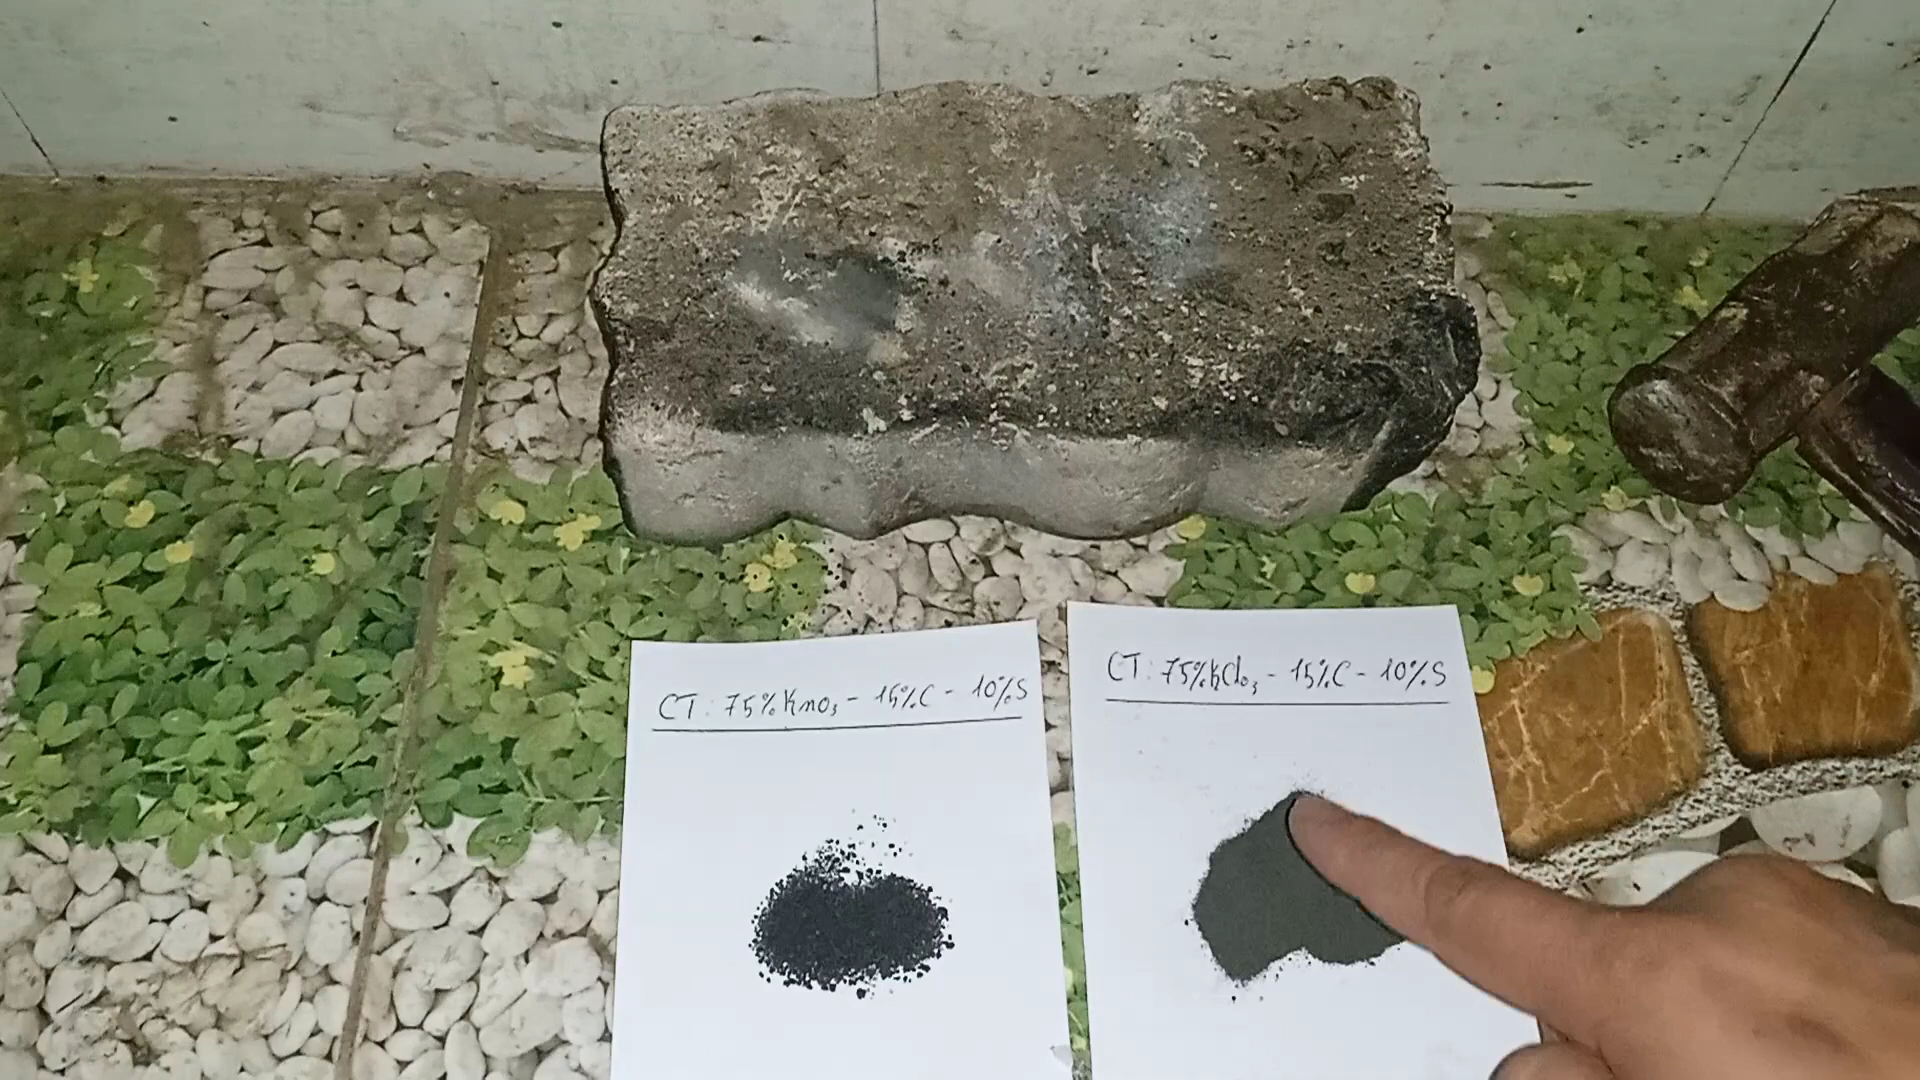 CT: 75%KNO₃ - 15%C - 10%S
CT: 75%KClO₃ - 15%C - 10%S